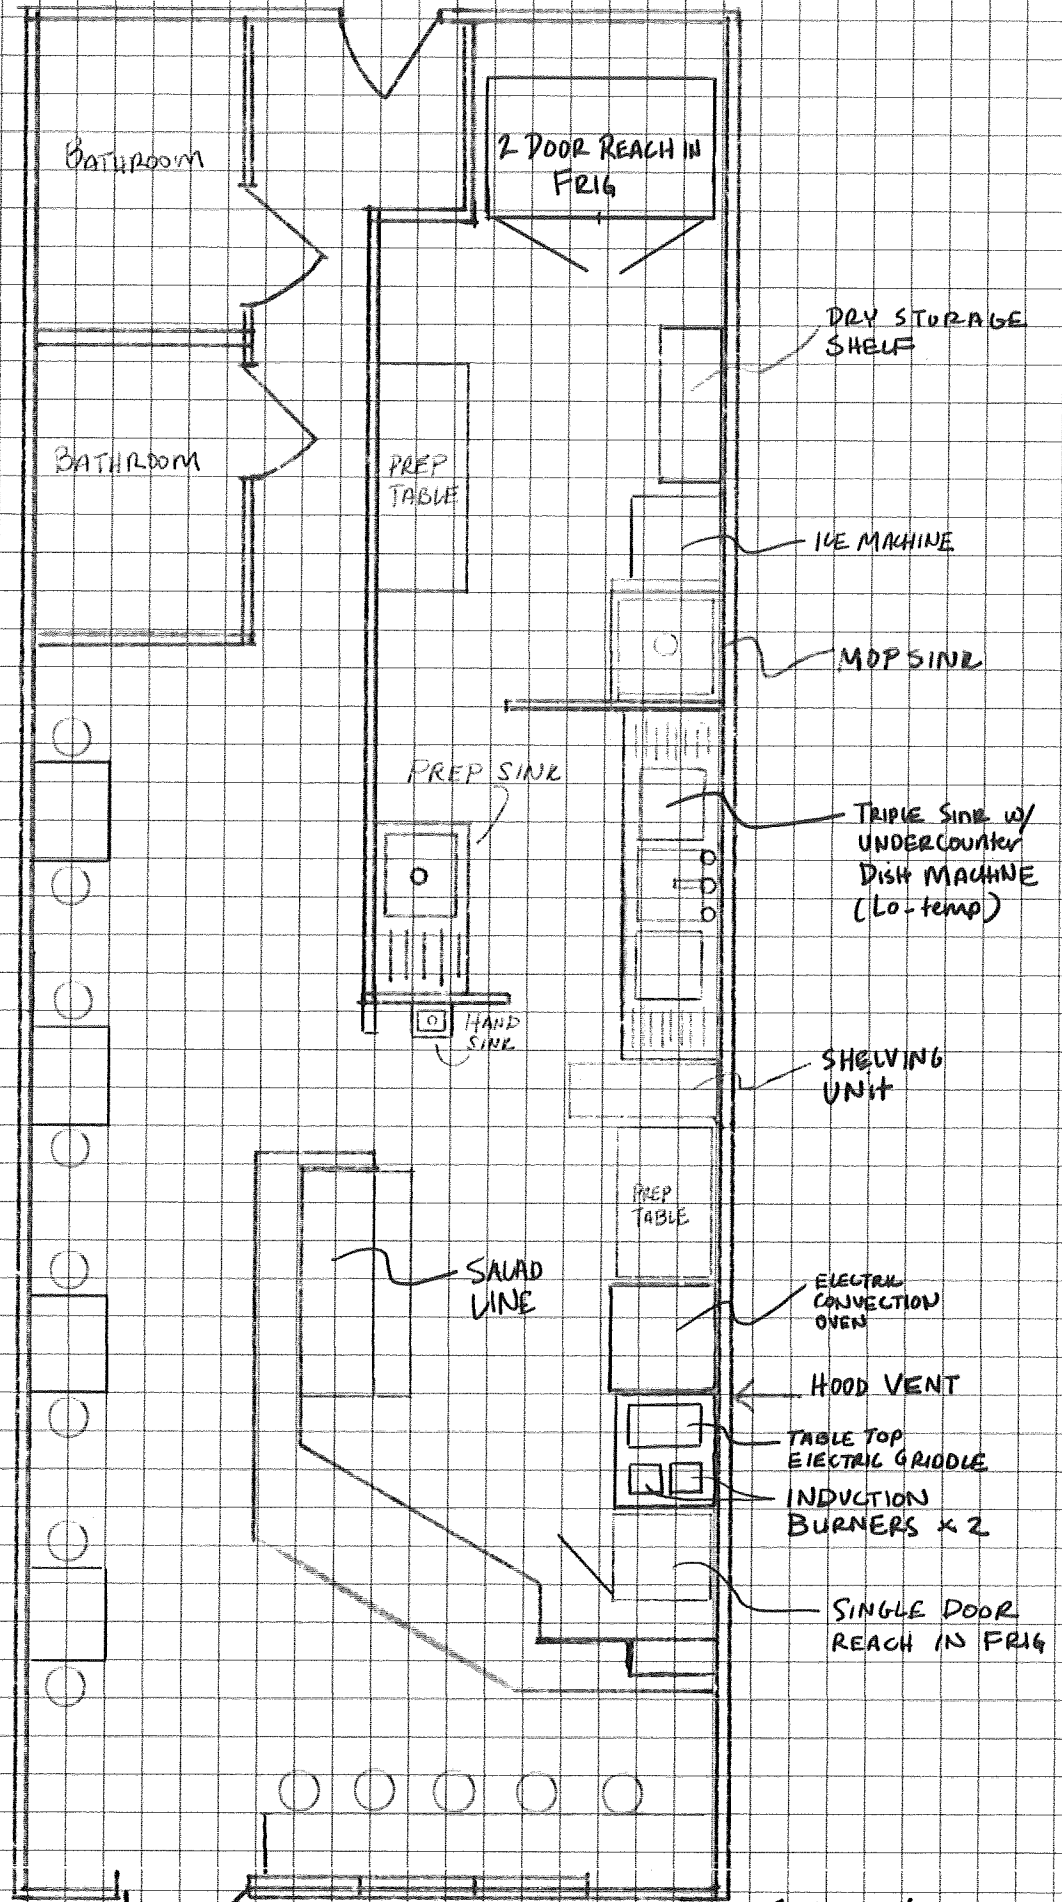 BATHROOM
2 DOOR REACH IN
FRIG
DRY STORAGE
SHELF
BATHROOM
PREP
TABLE
ICE MACHINE
MOP SINK
PREP SINK
TRIPLE SINK W/
UNDERCOUNTER
DISH MACHINE
(LO-temp)
HAND
SINK
SHELVING
UNIT
PREP
TABLE
SALAD
LINE
ELECTRIC
CONVECTION
OVEN
HOOD VENT
TABLE TOP
ELECTRIC GRIDDLE
INDUCTION
BURNERS x 2
SINGLE DOOR
REACH IN FRIG